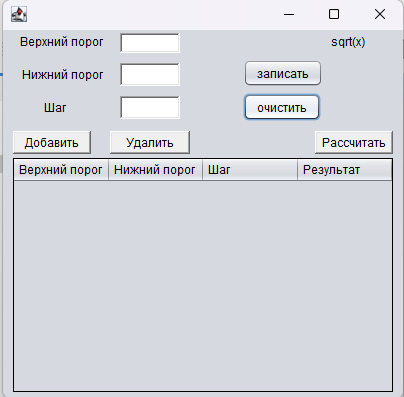 Верхний порог
sqrt(x)
Нижний порог
записать
Шаг
очистить
Добавить Удалить Рассчитать
Верхний порог Нижний порог Шаг Результат